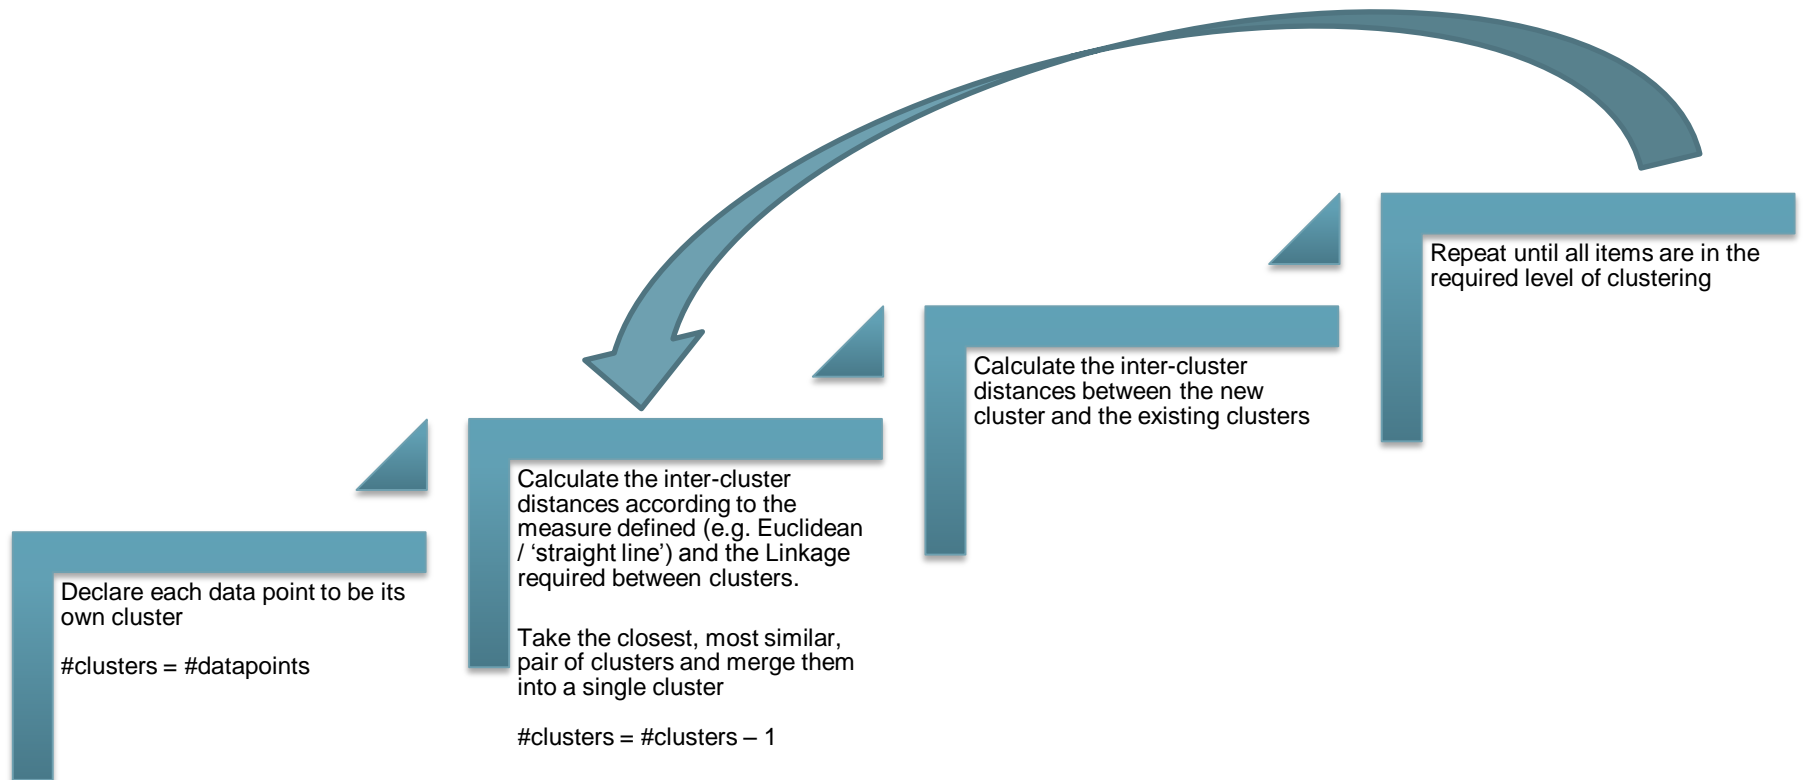 Declare each data point to be its
own cluster
#clusters = #datapoints
Calculate the inter-cluster
distances according to the
measure defined (e.g. Euclidean
/ ‘straight line’) and the Linkage
required between clusters.
Take the closest, most similar,
pair of clusters and merge them
into a single cluster
#clusters = #clusters – 1
Calculate the inter-cluster
distances between the new
cluster and the existing clusters
Repeat until all items are in the
required level of clustering